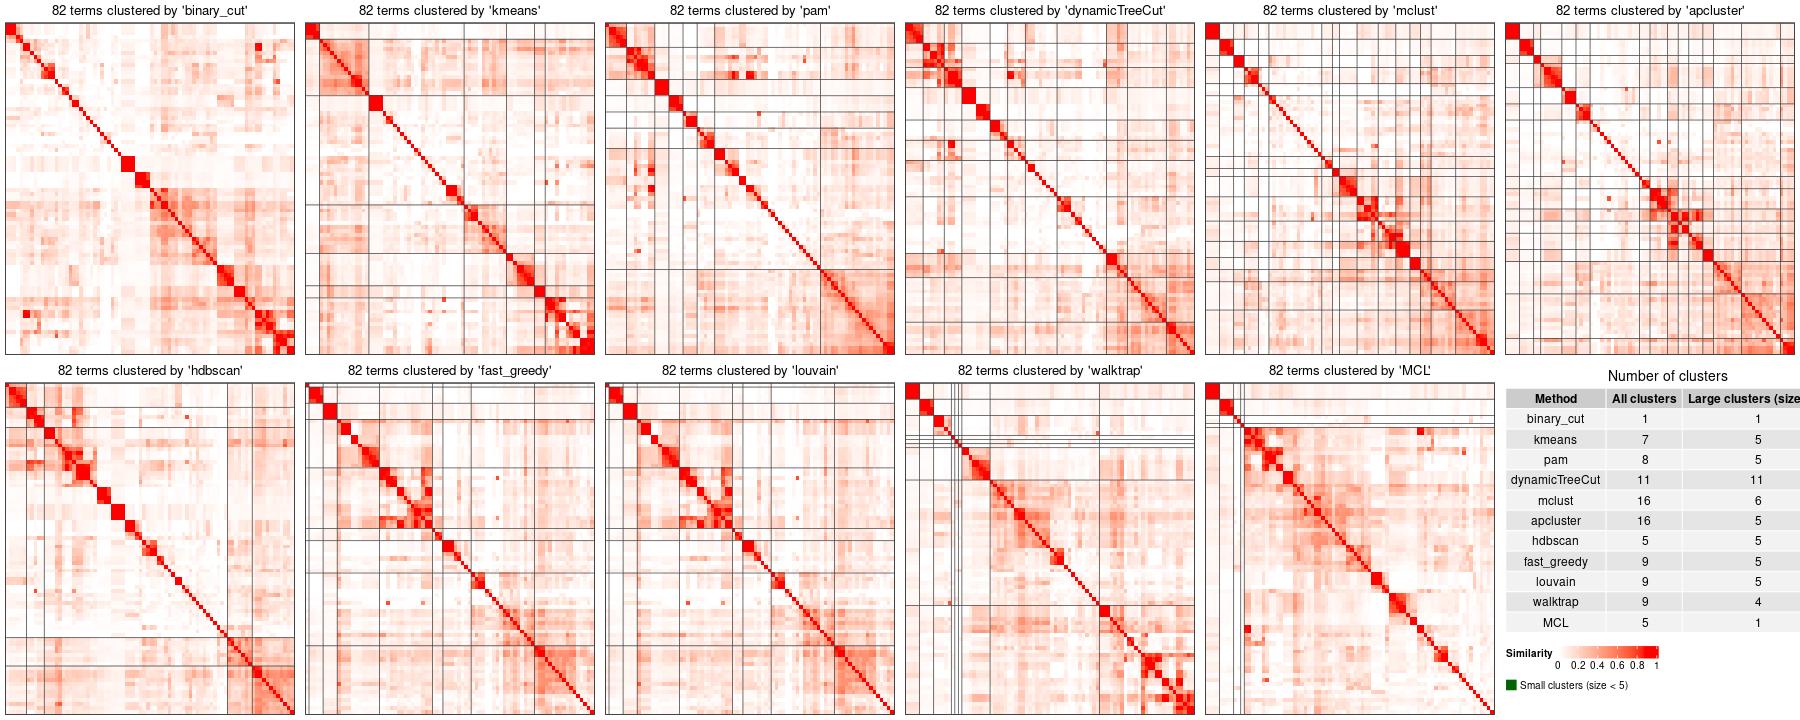 82 terms clustered by 'binary_cut'
82 terms clustered by 'kmeans'
82 terms clustered by 'pam'
82 terms clustered by 'dynamicTreeCut'
82 terms clustered by 'mclust'
82 terms clustered by 'apcluster'
82 terms clustered by 'hdbscan'
82 terms clustered by 'fast_greedy'
82 terms clustered by 'louvain'
82 terms clustered by 'walktrap'
82 terms clustered by 'MCL'
Number of clusters
Method All clusters Large clusters (size
binary_cut 1 1
kmeans 7 5
pam 8 5
dynamicTreeCut 11 11
mclust 16 6
apcluster 16 5
hdbscan 5 5
fast_greedy 9 5
louvain 9 5
walktrap 9 4
MCL 5 1
Similarity
0 0.2 0.4 0.6 0.8 1
Small clusters (size < 5)